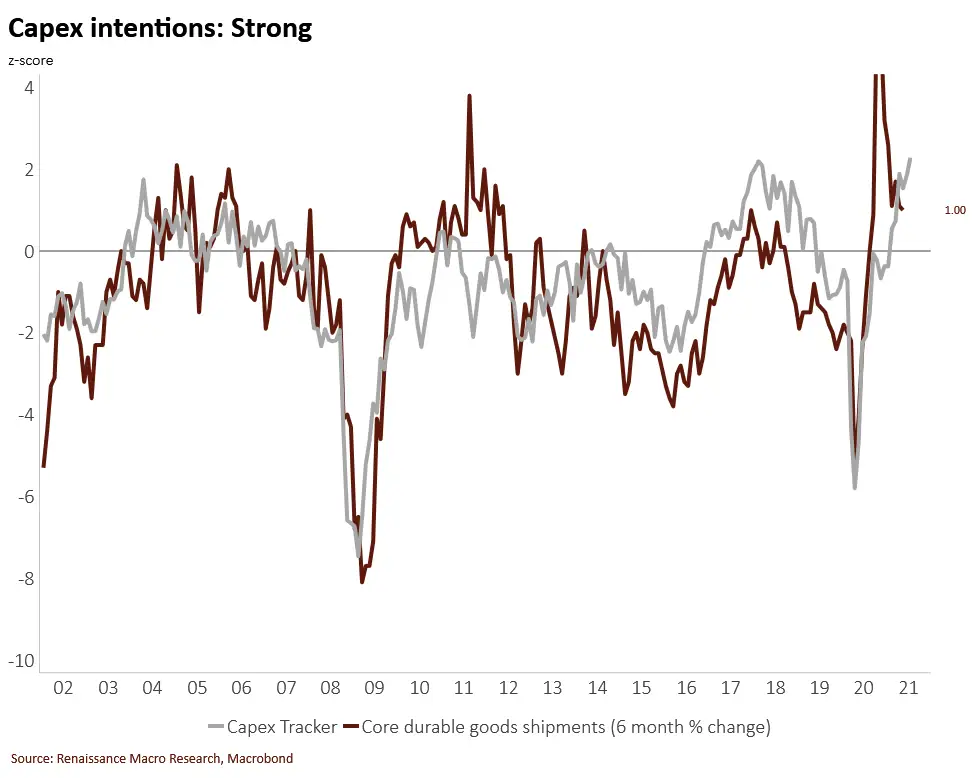 Capex intentions: Strong
z-score
4
2
0
-2
-4
-6
-8
-10
1.00
02 03 04 05 06 07 08 09 10 11 12 13 14 15 16 17 18 19 20 21
Capex Tracker Core durable goods shipments (6 month % change)
Source: Renaissance Macro Research, Macrobond